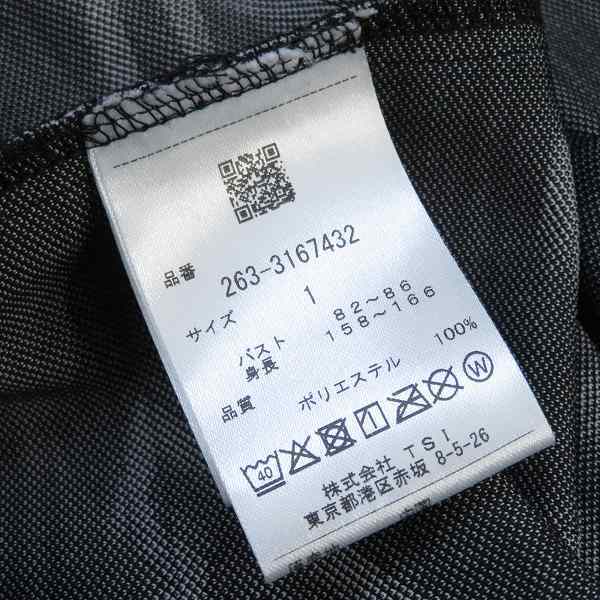 品番 263-3167432
サイズ 1
バスト 82～86
身長 158～166
品質 ポリエステル 100%
40 W
株式会社 TSI
東京都港区赤坂 8-5-26